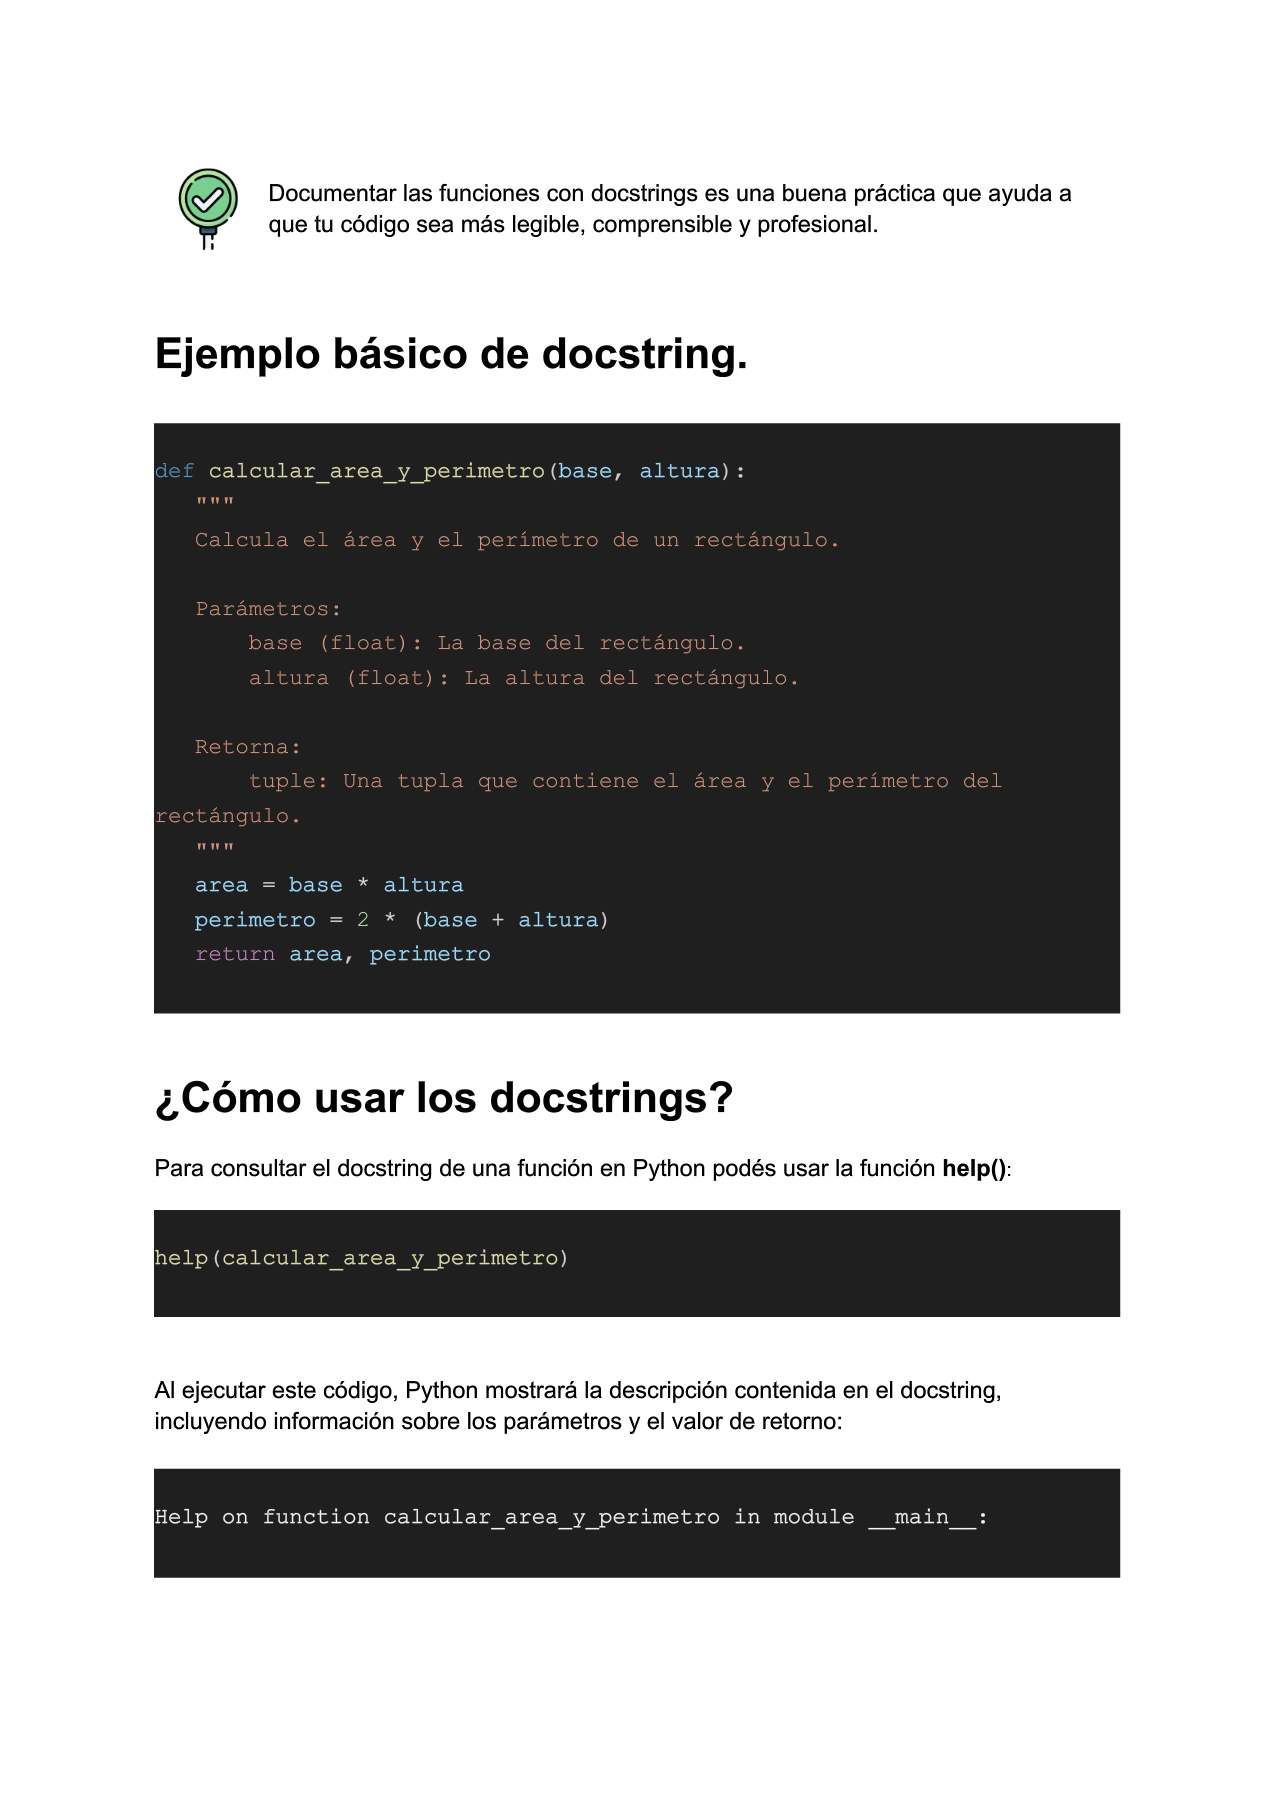 Documentar las funciones con docstrings es una buena práctica que ayuda a
que tu código sea más legible, comprensible y profesional.
Ejemplo básico de docstring.
def calcular_area_y_perimetro(base, altura):
   """
   Calcula el área y el perímetro de un rectángulo.
   Parámetros:
       base (float): La base del rectángulo.
       altura (float): La altura del rectángulo.
   Retorna:
       tuple: Una tupla que contiene el área y el perímetro del
rectángulo.
   """
   area = base * altura
   perimetro = 2 * (base + altura)
   return area, perimetro
¿Cómo usar los docstrings?
Para consultar el docstring de una función en Python podés usar la función help():
help(calcular_area_y_perimetro)
Al ejecutar este código, Python mostrará la descripción contenida en el docstring,
incluyendo información sobre los parámetros y el valor de retorno:
Help on function calcular_area_y_perimetro in module __main__: